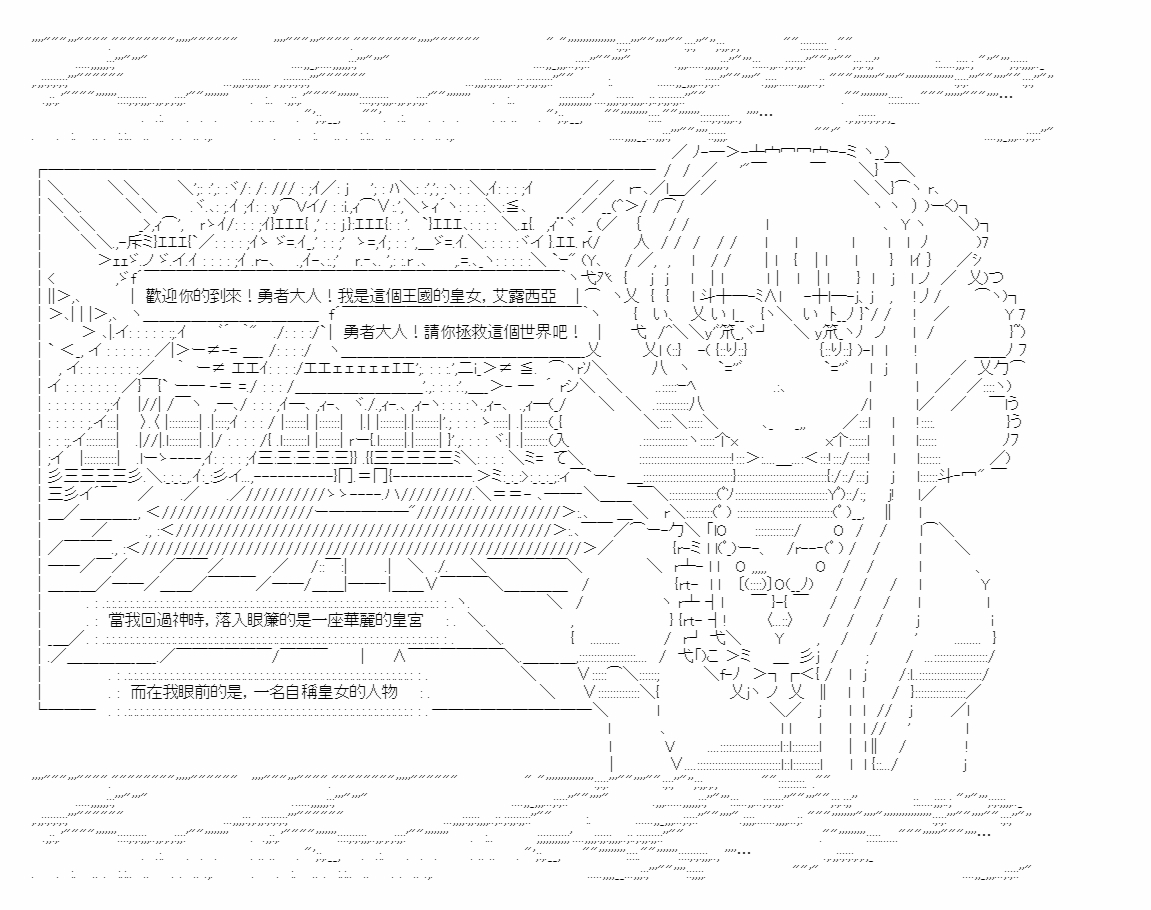 歡迎你的到來！勇者大人！我是這個王國的皇女，艾露西亞
勇者大人！請你拯救這個世界吧！
當我回過神時，落入眼簾的是一座華麗的皇宮
而在我眼前的是，一名自稱皇女的人物